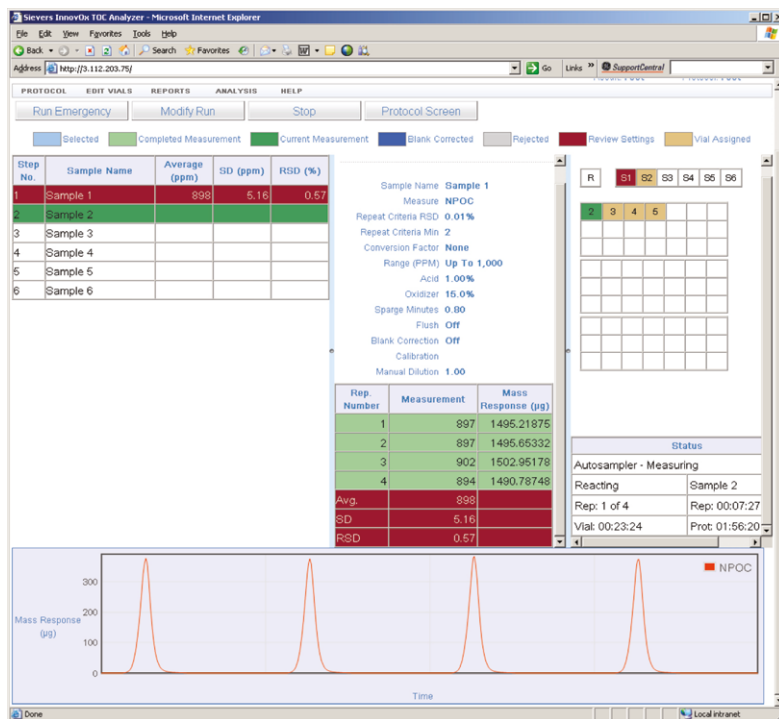 Sievers InnovOx TOC Analyzer - Microsoft Internet Explorer
File Edit View Favorites Tools Help
Back Search Favorites
Address http://3.112.203.75/ Go Links » SupportCentral
PROTOCOL EDIT VIALS REPORTS ANALYSIS HELP
Run Emergency Modify Run Stop Protocol Screen
Selected Completed Measurement Current Measurement Blank Corrected Rejected Review Settings Vial Assigned
Step No. Sample Name Average (ppm) SD (ppm) RSD (%)
1 Sample 1 898 5.16 0.57
2 Sample 2
3 Sample 3
4 Sample 4
5 Sample 5
6 Sample 6
Sample Name Sample 1
Measure NPOC
Repeat Criteria RSD 0.01%
Repeat Criteria Min 2
Conversion Factor None
Range (PPM) Up To 1,000
Acid 1.00%
Oxidizer 15.0%
Sparge Minutes 0.80
Flush Off
Blank Correction Off
Calibration
Manual Dilution 1.00
Rep. Number Measurement Mass Response (µg)
1 897 1495.21875
2 897 1495.65332
3 902 1502.95178
4 894 1490.78748
Avg. 898
SD 5.16
RSD 0.57
R S1 S2 S3 S4 S5 S6
2 3 4 5
Status
Autosampler - Measuring
Reacting Sample 2
Rep: 1 of 4 Rep: 00:07:27
Vial: 00:23:24 Prot: 01:56:20
NPOC
Mass Response (µg)
300
200
100
0
Time
Done Local intranet